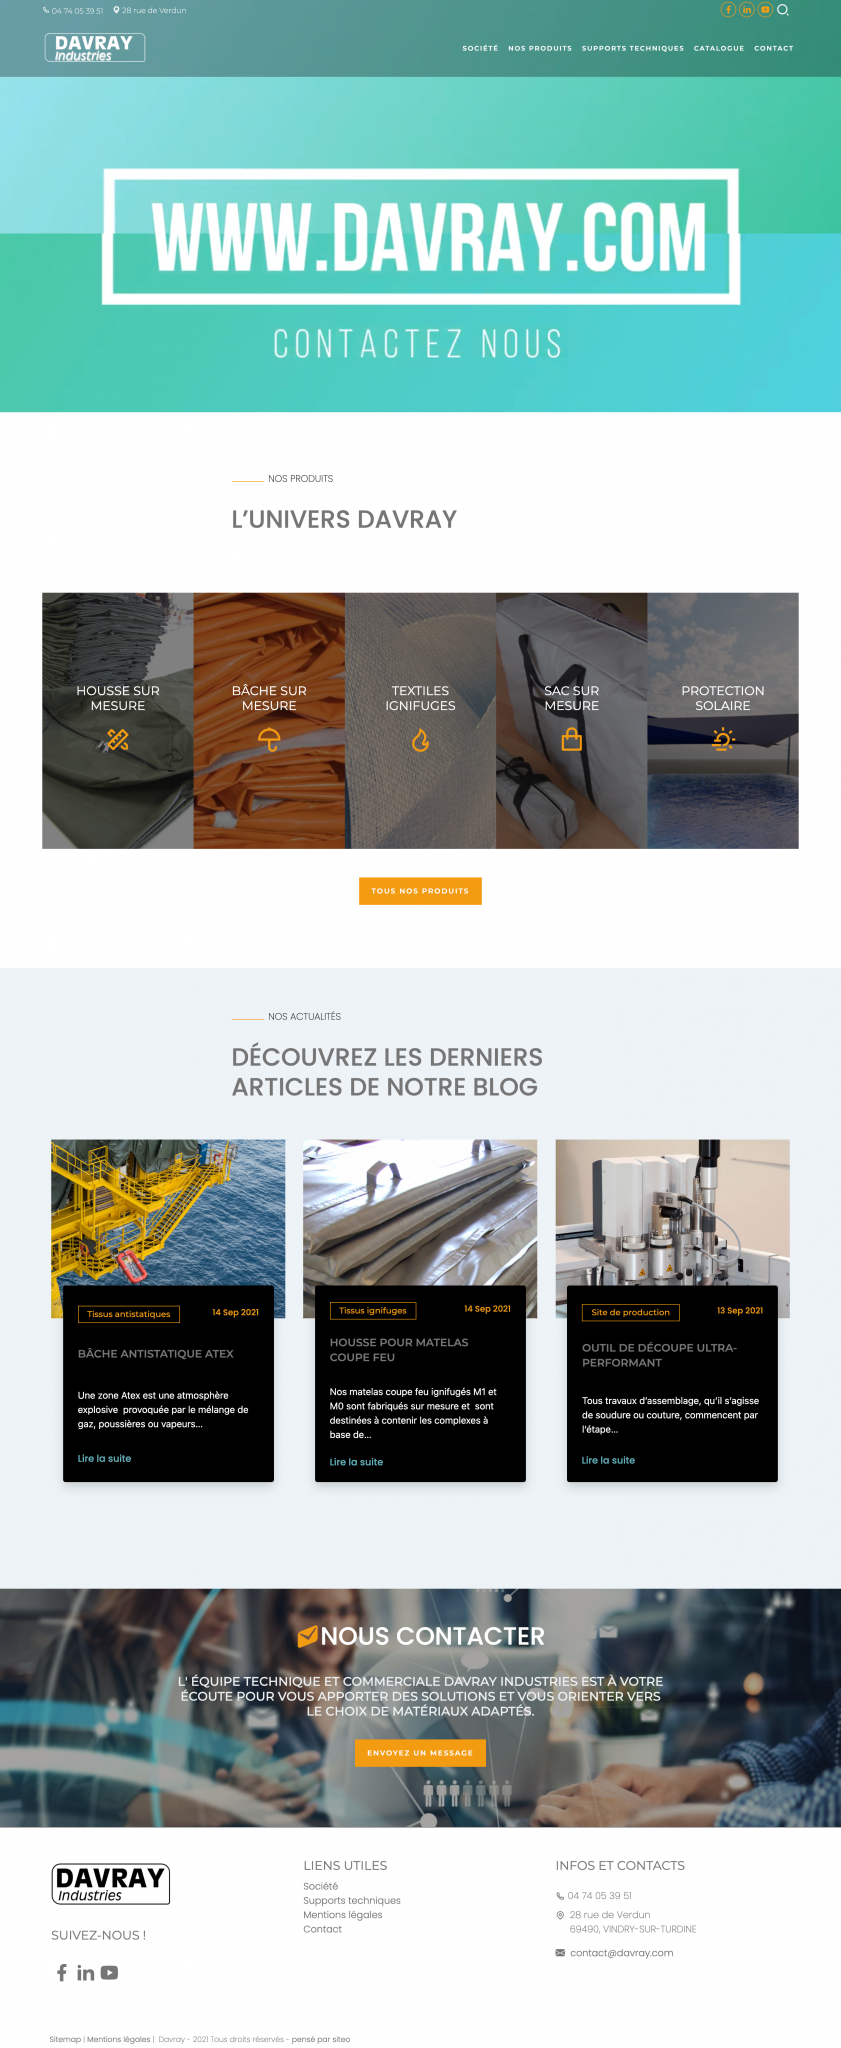 04 74 05 39 51 28 rue de Verdun
DAVRAY
Industries
SOCIÉTÉ NOS PRODUITS SUPPORTS TECHNIQUES CATALOGUE CONTACT
WWW.DAVRAY.COM
CONTACTEZ NOUS
NOS PRODUITS
L'UNIVERS DAVRAY
HOUSSE SUR
MESURE
BÂCHE SUR
MESURE
TEXTILES
IGNIFUGES
SAC SUR
MESURE
PROTECTION
SOLAIRE
TOUS NOS PRODUITS
NOS ACTUALITÉS
DÉCOUVREZ LES DERNIERS
ARTICLES DE NOTRE BLOG
Tissus antistatiques 14 Sep 2021
BÂCHE ANTISTATIQUE ATEX
Une zone Atex est une atmosphère
explosive provoquée par le mélange de
gaz, poussières ou vapeurs...
Lire la suite
Tissus ignifuges 14 Sep 2021
HOUSSE POUR MATELAS
COUPE FEU
Nos matelas coupe feu ignifugés M1 et
M0 sont fabriqués sur mesure et sont
destinées à contenir les complexes à
base de...
Lire la suite
Site de production 13 Sep 2021
OUTIL DE DÉCOUPE ULTRA-
PERFORMANT
Tous travaux d'assemblage, qu'il s'agisse
de soudure ou couture, commencent par
l'étape...
Lire la suite
NOUS CONTACTER
L' ÉQUIPE TECHNIQUE ET COMMERCIALE DAVRAY INDUSTRIES EST À VOTRE
ÉCOUTE POUR VOUS APPORTER DES SOLUTIONS ET VOUS ORIENTER VERS
LE CHOIX DE MATÉRIAUX ADAPTÉS.
ENVOYEZ UN MESSAGE
DAVRAY
Industries
SUIVEZ-NOUS !
LIENS UTILES
Société
Supports techniques
Mentions légales
Contact
INFOS ET CONTACTS
04 74 05 39 51
28 rue de Verdun
69490, VINDRY-SUR-TURDINE
contact@davray.com
Sitemap | Mentions légales | Davray - 2021 Tous droits réservés - pensé par siteo